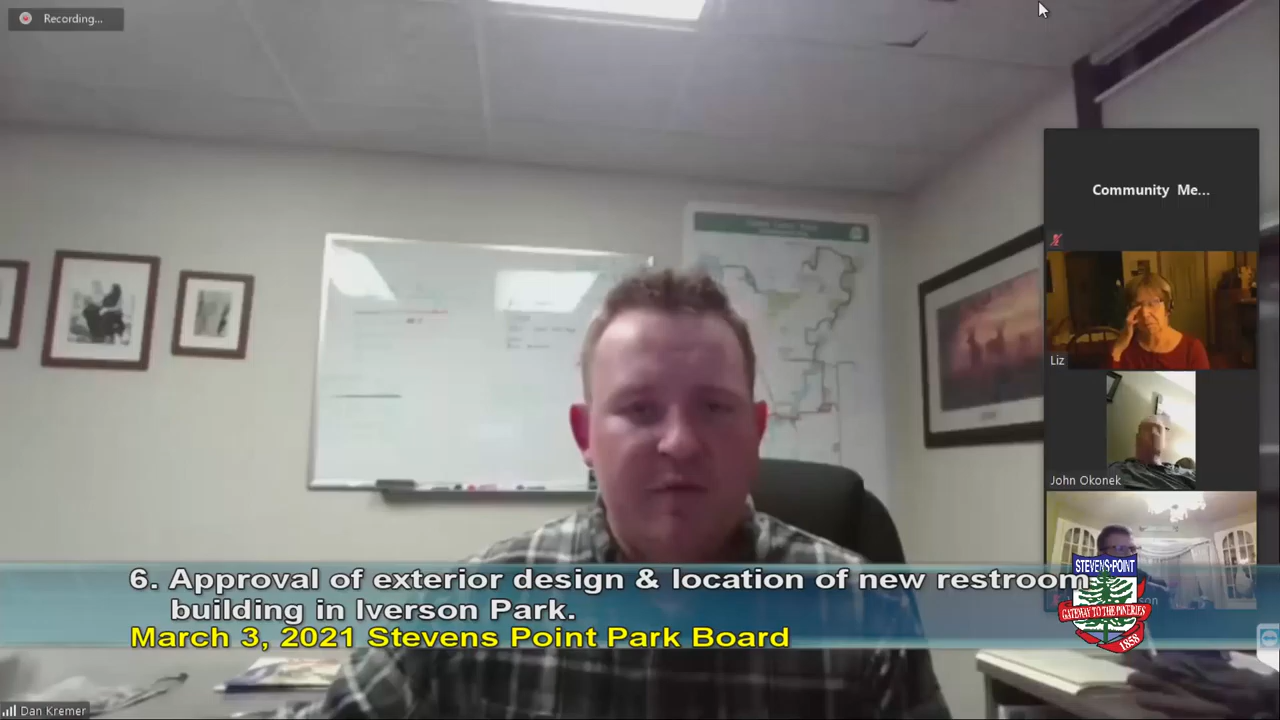 Recording...
Community Me...
Liz
John Okonek
6. Approval of exterior design & location of new restroom
building in Iverson Park.
March 3, 2021 Stevens Point Park Board
STEVENS POINT
GATEWAY TO THE PINERIES
1858
Dan Kremer